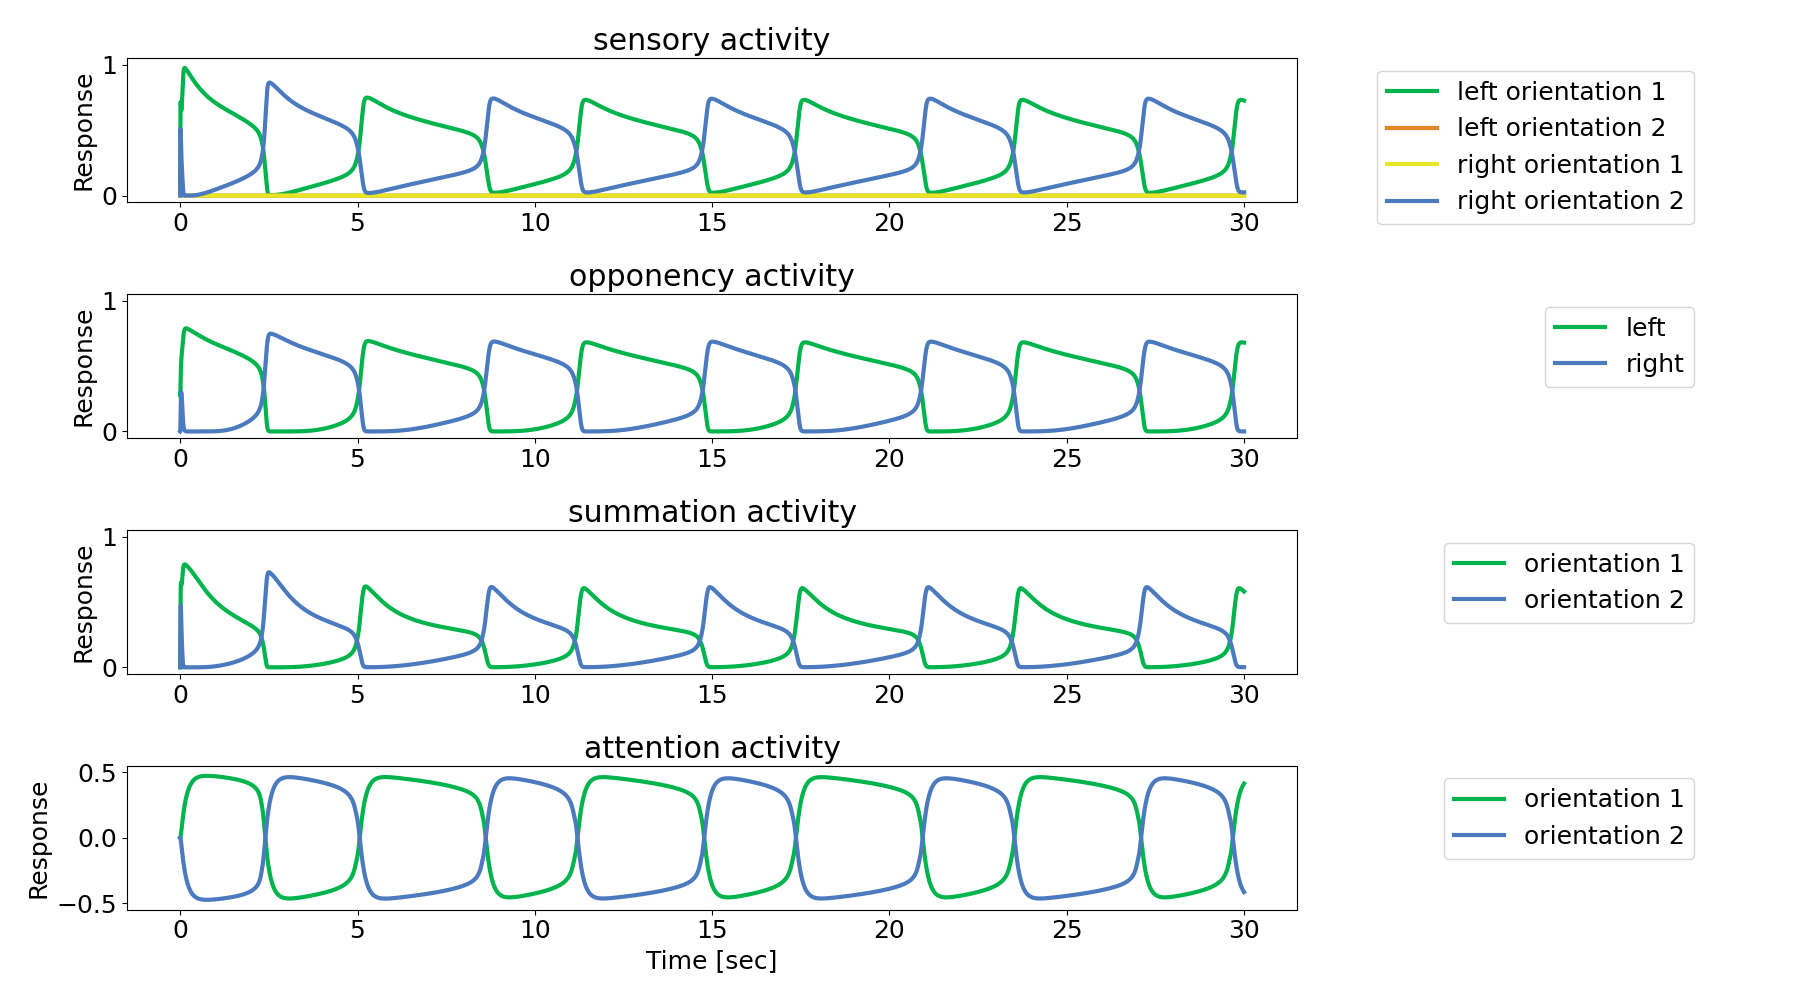 sensory activity
1
Response
0
0 5 10 15 20 25 30
left orientation 1
left orientation 2
right orientation 1
right orientation 2
opponency activity
1
Response
0
0 5 10 15 20 25 30
left
right
summation activity
1
Response
0
0 5 10 15 20 25 30
orientation 1
orientation 2
attention activity
0.5
Response
0.0
−0.5
0 5 10 15 20 25 30
Time [sec]
orientation 1
orientation 2